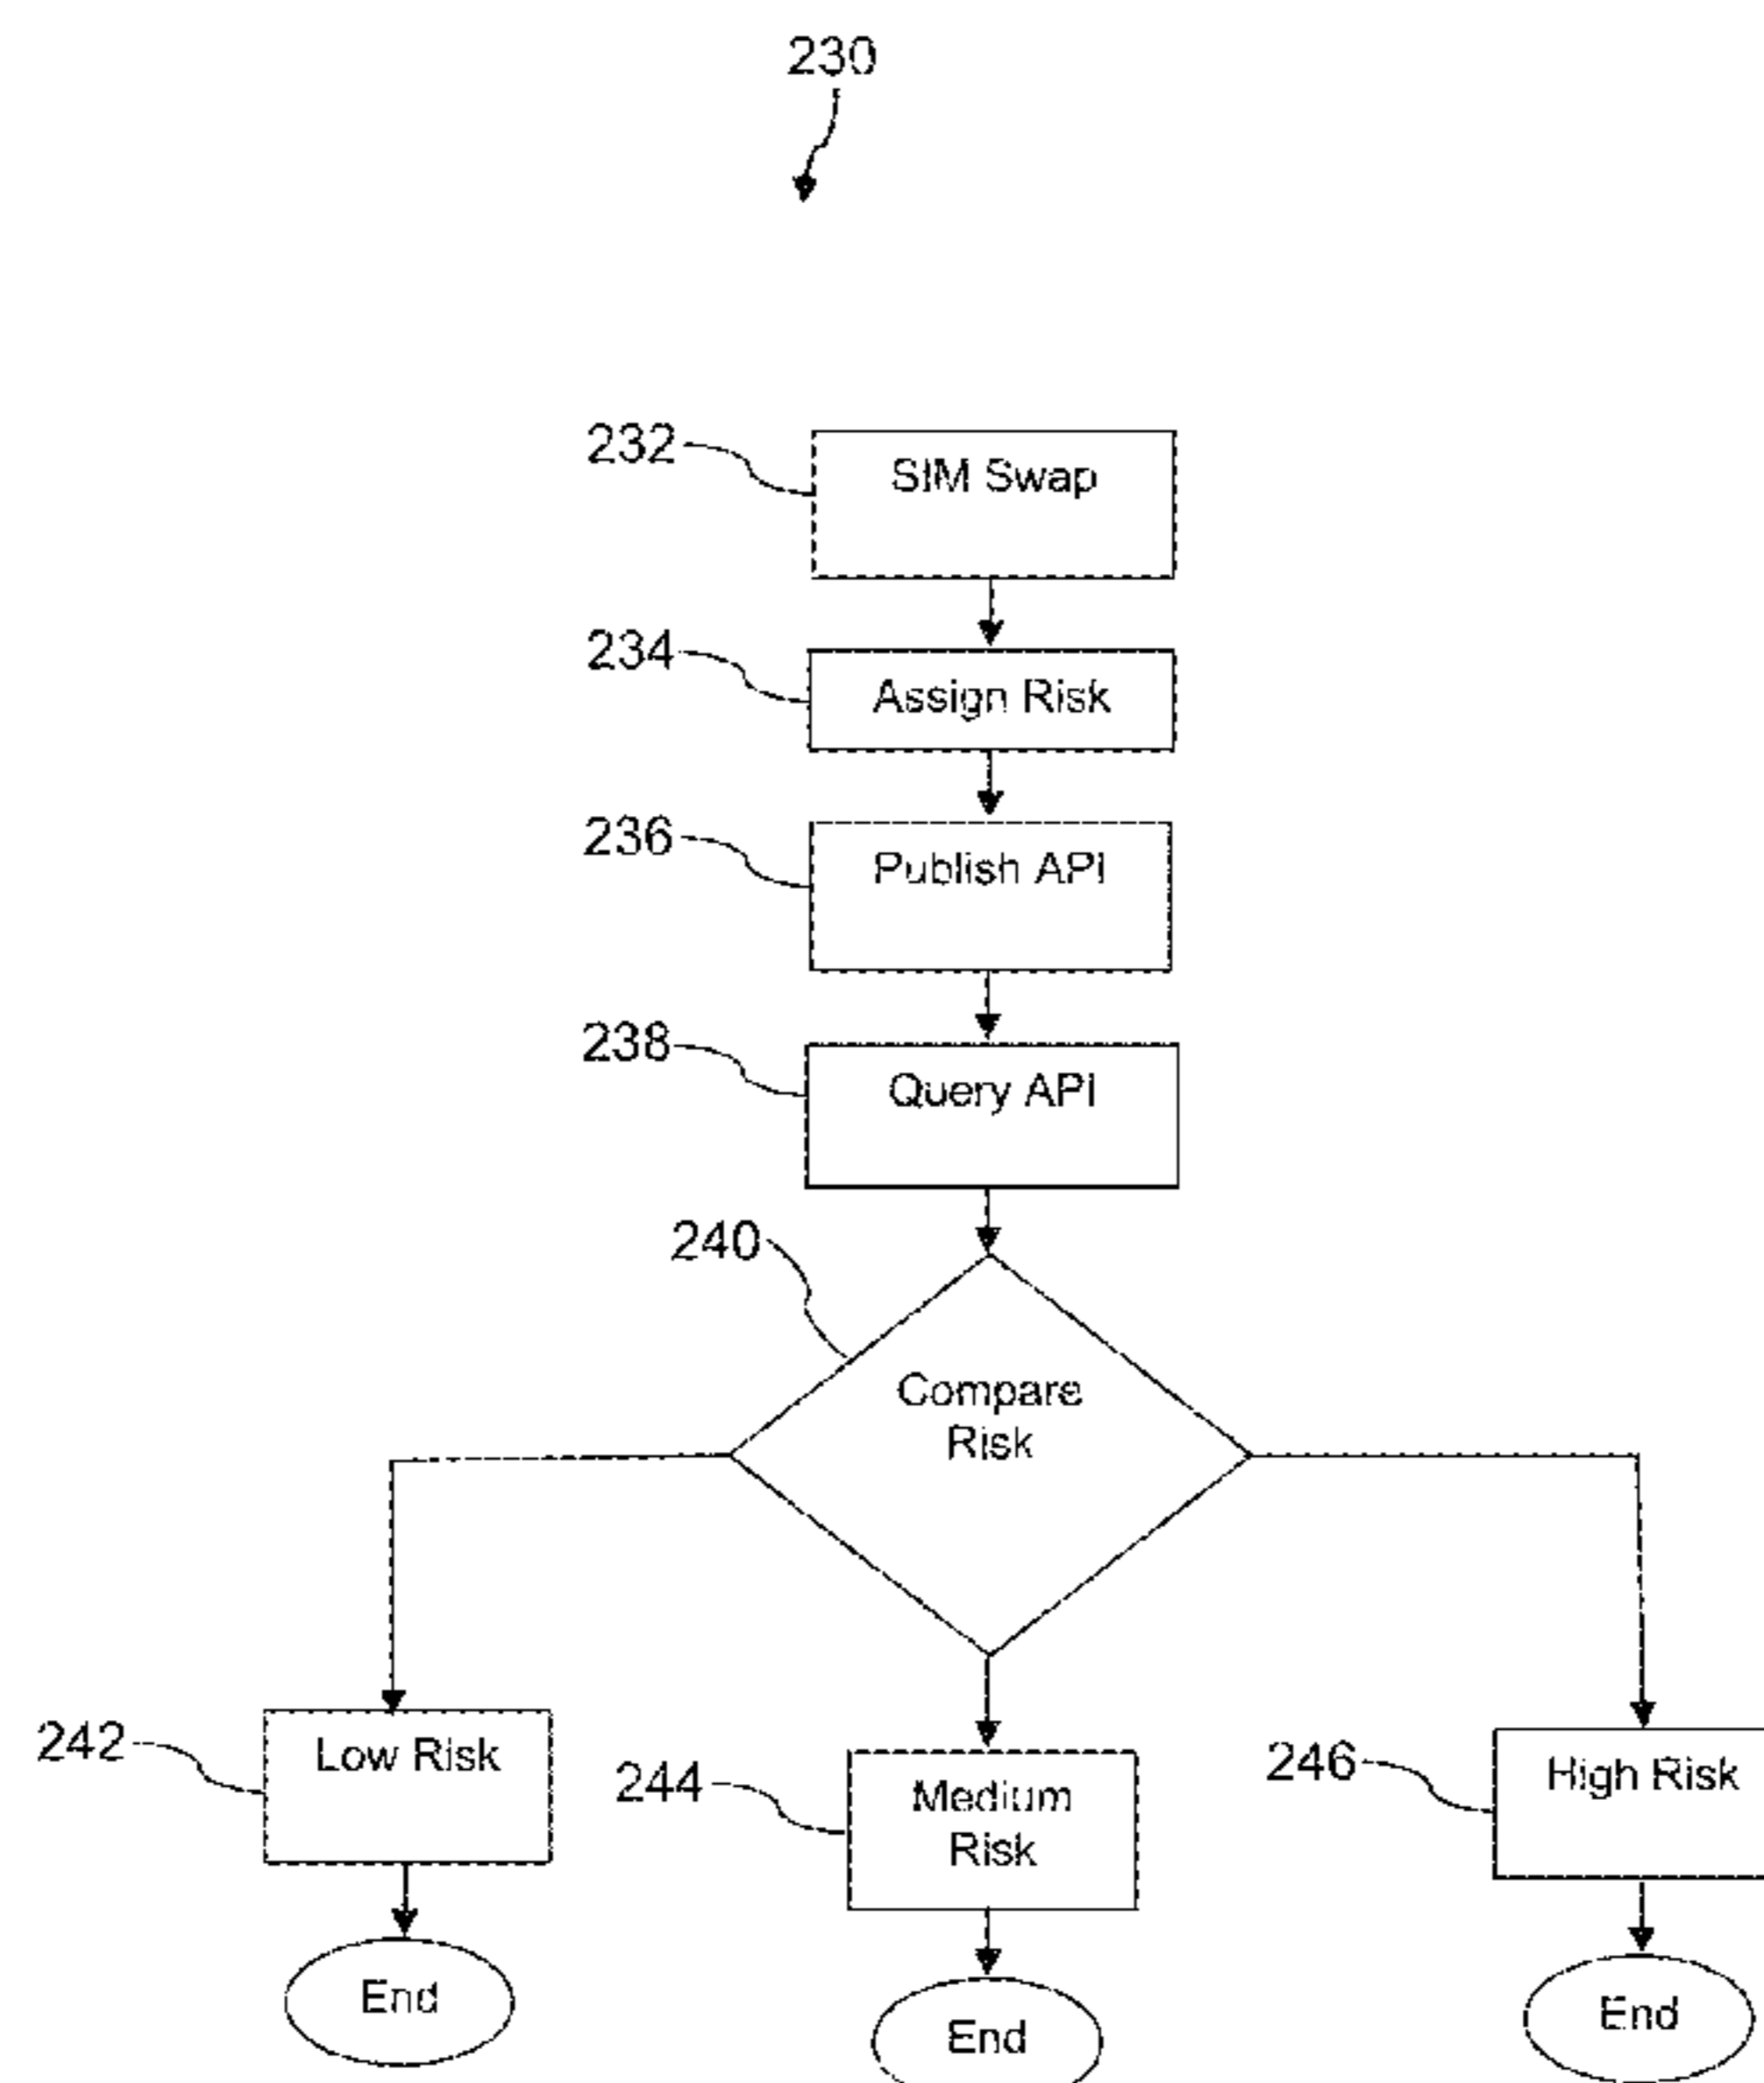 230
232
SIM Swap
234
Assign Risk
236
Publish API
238
Query API
240
Compare
Risk
242
Low Risk
244
Medium
Risk
246
High Risk
End
End
End